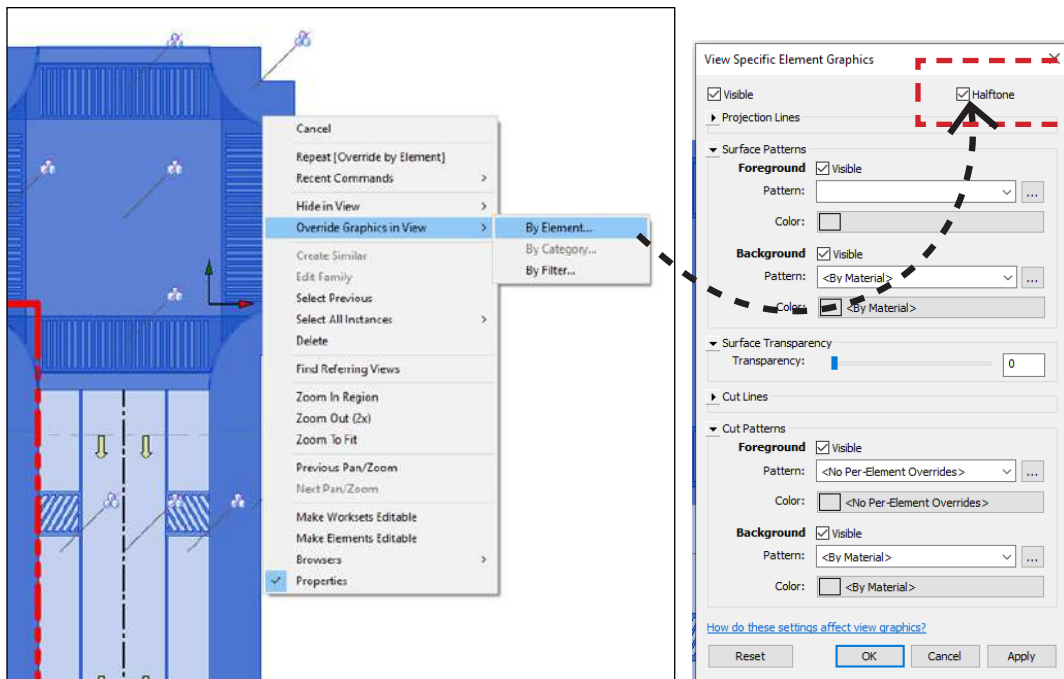 Cancel
Repeat [Override by Element]
Recent Commands
Hide in View
Override Graphics in View
Create Similar
Edit Family
Select Previous
Select All Instances
Delete
Find Referring Views
Zoom In Region
Zoom Out (2x)
Zoom To Fit
Previous Pan/Zoom
Next Pan/Zoom
Make Worksets Editable
Make Elements Editable
Browsers
Properties
By Element...
By Category...
By Filter...
View Specific Element Graphics
Visible Halftone
Projection Lines
Surface Patterns
Foreground Visible
Pattern: ...
Color:
Background Visible
Pattern: <By Material> ...
Color: <By Material>
Surface Transparency
Transparency: 0
Cut Lines
Cut Patterns
Foreground Visible
Pattern: <No Per-Element Overrides> ...
Color: <No Per-Element Overrides>
Background Visible
Pattern: <By Material> ...
Color: <By Material>
How do these settings affect view graphics?
Reset OK Cancel Apply